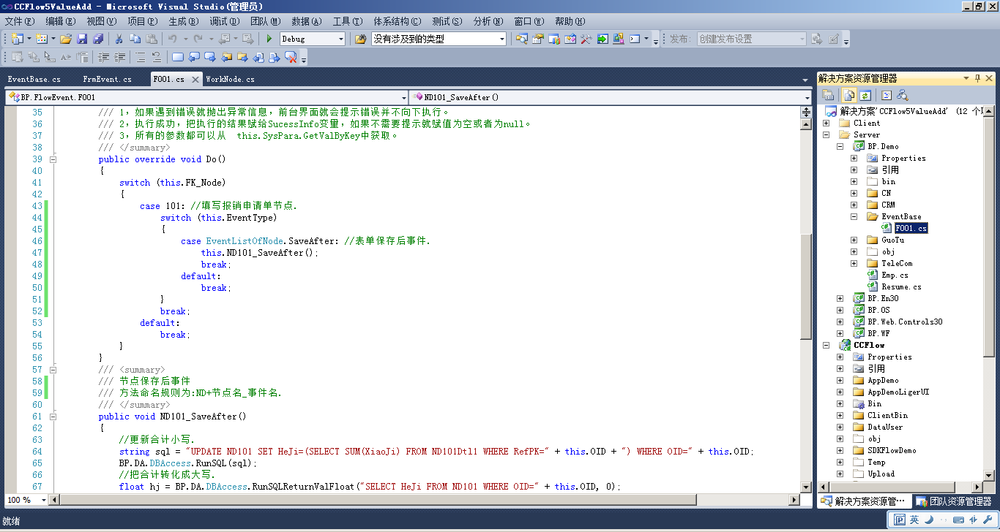 CCFlow5ValueAdd - Microsoft Visual Studio(管理员)
文件(F) 编辑(E) 视图(V) 项目(P) 生成(B) 调试(D) 团队(M) 数据(A) 工具(T) 体系结构(C) 测试(S) 分析(N) 窗口(W) 帮助(H)
Debug 没有涉及到的类型 发布: 创建发布设置
EventBase.cs FrmEvent.cs F001.cs WorkNode.cs
BP.FlowEvent.F001 ND101_SaveAfter()
35 /// 1，如果遇到错误就抛出异常信息，前台界面就会提示错误并不向下执行。
36 /// 2，执行成功，把执行的结果赋给SucessInfo变量，如果不需要提示就赋值为空或者为null。
37 /// 3，所有的参数都可以从 this.SysPara.GetValByKey中获取。
38 /// </summary>
39 public override void Do()
40 {
41 switch (this.FK_Node)
42 {
43 case 101: //填写报销申请单节点.
44 switch (this.EventType)
45 {
46 case EventListOfNode.SaveAfter: //表单保存后事件.
47 this.ND101_SaveAfter();
48 break;
49 default:
50 break;
51 }
52 break;
53 default:
54 break;
55 }
56 }
57 /// <summary>
58 /// 节点保存后事件
59 /// 方法命名规则为:ND+节点名_事件名.
60 /// </summary>
61 public void ND101_SaveAfter()
62 {
63 //更新合计小写.
64 string sql = "UPDATE ND101 SET HeJi=(SELECT SUM(XiaoJi) FROM ND101Dtl1 WHERE RefPK=" + this.OID + ") WHERE OID=" + this.OID;
65 BP.DA.DBAccess.RunSQL(sql);
66 //把合计转化成大写.
67 float hj = BP.DA.DBAccess.RunSQLReturnValFloat("SELECT HeJi FROM ND101 WHERE OID=" + this.OID, 0);
100 %
解决方案资源管理器
解决方案'CCFlow5ValueAdd' (12 个
Client
Server
BP.Demo
Properties
引用
bin
CN
CRM
EventBase
F001.cs
GuoTu
obj
TeleCom
Emp.cs
Resume.cs
BP.En30
BP.OS
BP.Web.Controls30
BP.WF
CCFlow
Properties
引用
AppDemo
AppDemoLigerUI
Bin
ClientBin
DataUser
obj
SDKFlowDemo
Temp
Upload
解决方案资源管… 团队资源管理器
就绪
英